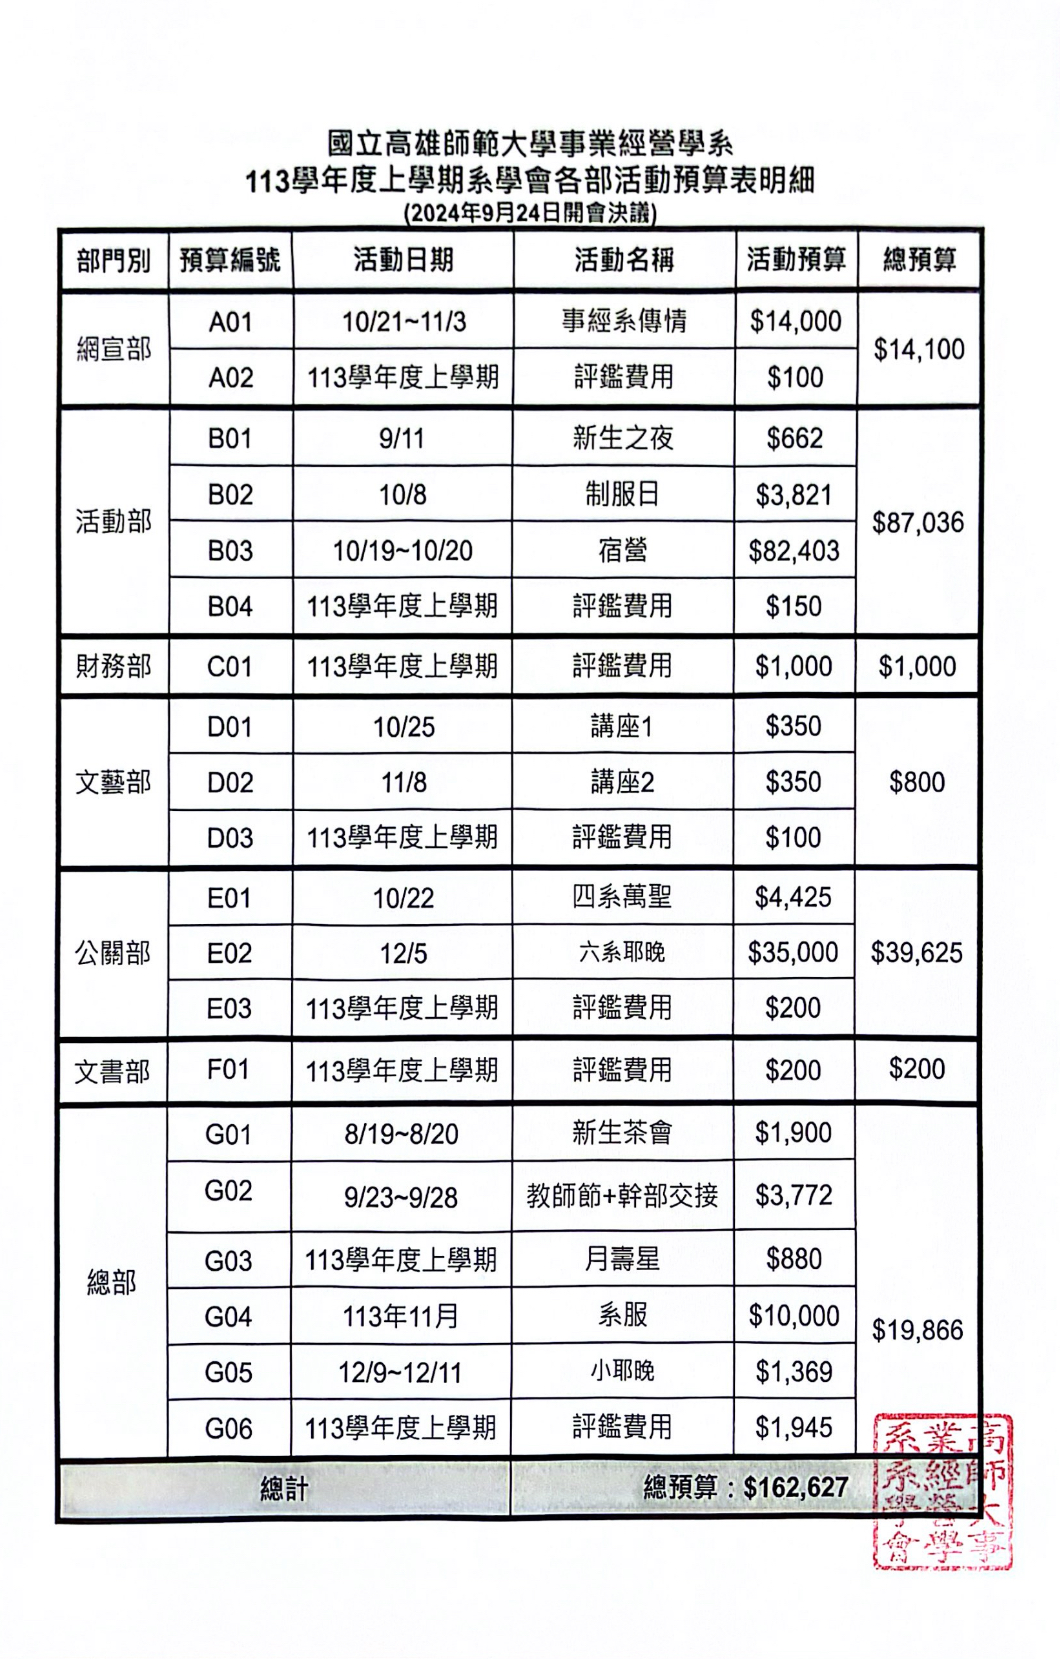 國立高雄師範大學事業經營學系
113學年度上學期系學會各部活動預算表明細
(2024年9月24日開會決議)
部門別 預算編號 活動日期 活動名稱 活動預算 總預算
網宣部 A01 10/21~11/3 事經系傳情 $14,000 $14,100
A02 113學年度上學期 評鑑費用 $100
活動部 B01 9/11 新生之夜 $662 $87,036
B02 10/8 制服日 $3,821
B03 10/19~10/20 宿營 $82,403
B04 113學年度上學期 評鑑費用 $150
財務部 C01 113學年度上學期 評鑑費用 $1,000 $1,000
文藝部 D01 10/25 講座1 $350 $800
D02 11/8 講座2 $350
D03 113學年度上學期 評鑑費用 $100
公關部 E01 10/22 四系萬聖 $4,425 $39,625
E02 12/5 六系耶晚 $35,000
E03 113學年度上學期 評鑑費用 $200
文書部 F01 113學年度上學期 評鑑費用 $200 $200
總部 G01 8/19~8/20 新生茶會 $1,900 $19,866
G02 9/23~9/28 教師節+幹部交接 $3,772
G03 113學年度上學期 月壽星 $880
G04 113年11月 系服 $10,000
G05 12/9~12/11 小耶晚 $1,369
G06 113學年度上學期 評鑑費用 $1,945
總計 總預算：$162,627
高師大事
業經營學
系系學會